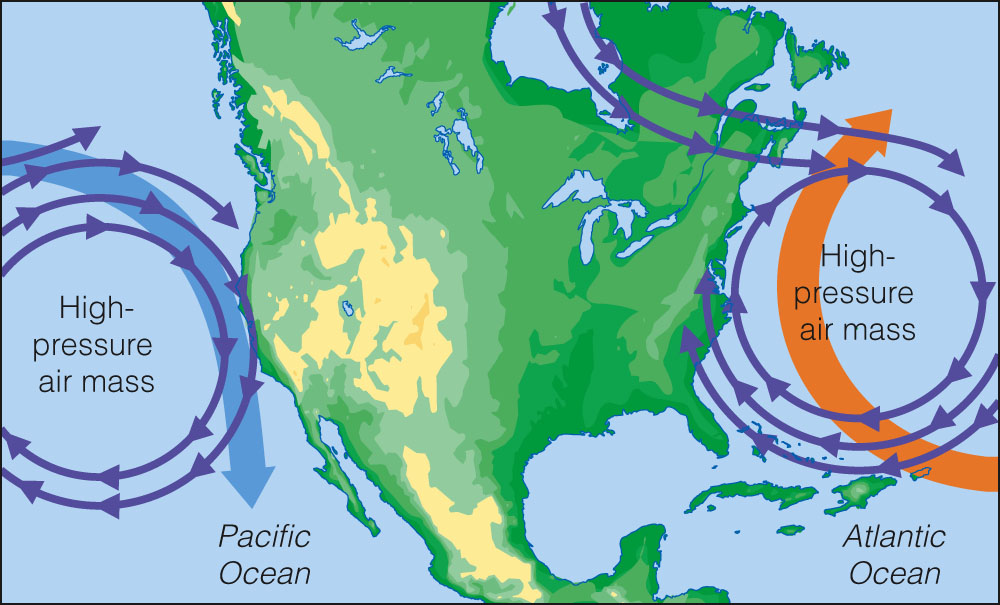 High-
pressure
air mass
High-
pressure
air mass
Pacific
Ocean
Atlantic
Ocean